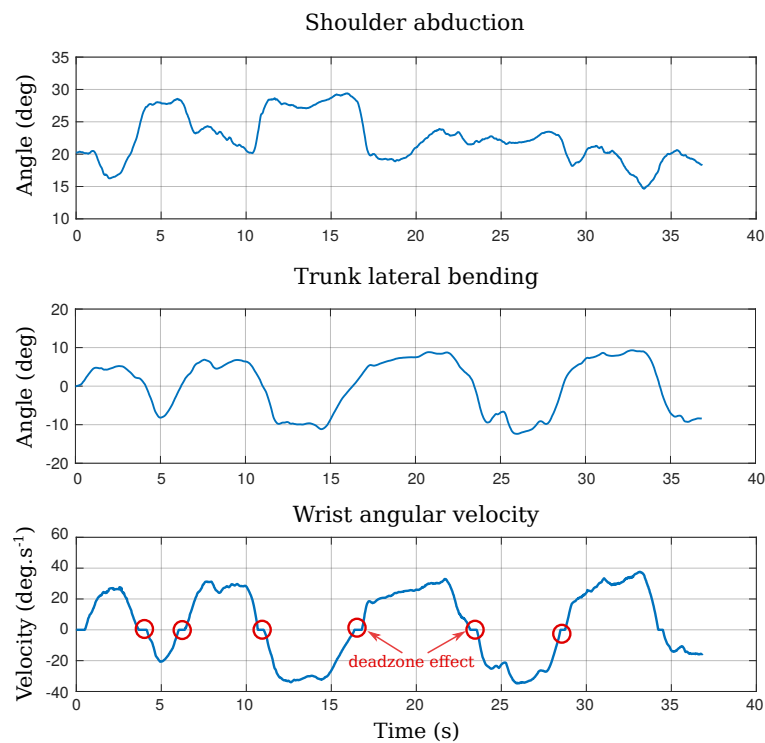 Shoulder abduction
Angle (deg)
35
30
25
20
15
10
0 5 10 15 20 25 30 35 40
Trunk lateral bending
Angle (deg)
20
10
0
-10
-20
0 5 10 15 20 25 30 35 40
Wrist angular velocity
Velocity (deg.s⁻¹)
60
40
20
0
-20
-40
deadzone effect
0 5 10 15 20 25 30 35 40
Time (s)